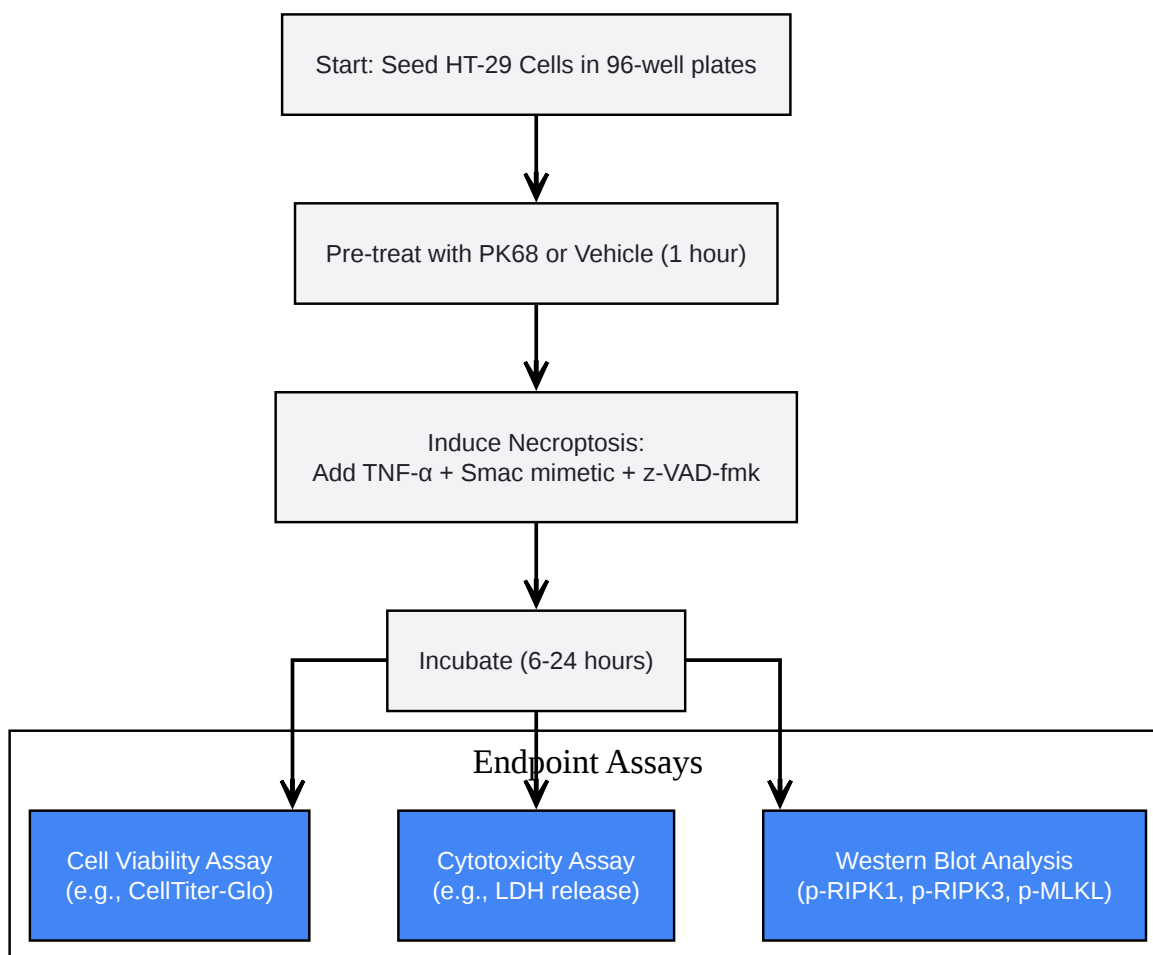 Start: Seed HT-29 Cells in 96-well plates
Pre-treat with PK68 or Vehicle (1 hour)
Induce Necroptosis:
Add TNF-α + Smac mimetic + z-VAD-fmk
Incubate (6-24 hours)
Endpoint Assays
Cell Viability Assay
(e.g., CellTiter-Glo)
Cytotoxicity Assay
(e.g., LDH release)
Western Blot Analysis
(p-RIPK1, p-RIPK3, p-MLKL)